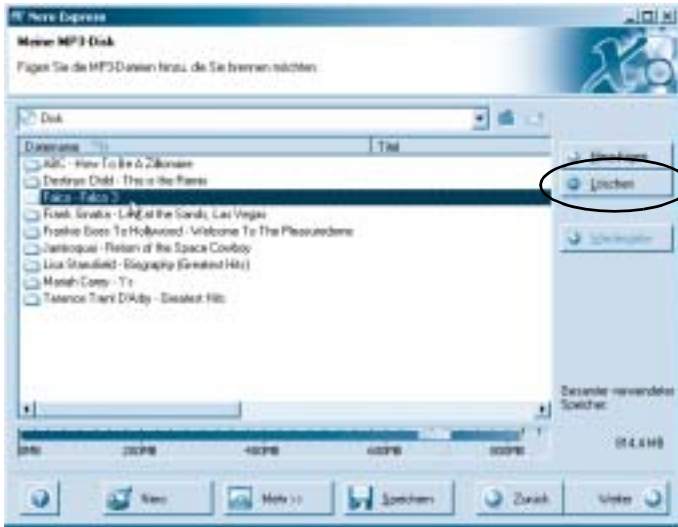 Nero Express
Meine MP3-Disk
Fügen Sie die MP3-Dateien hinzu, die Sie brennen möchten.
Disk
Dateiname Titel
ABC - How To Be A Zillionaire
Destinys Child - This is the Remix
Falco - Falco 3
Frank Sinatra - Live at the Sands, Las Vegas
Frankie Goes To Hollywood - Welcome To The Pleasuredome
Jamiroquai - Return of the Space Cowboy
Lisa Stansfield - Biography (Greatest Hits)
Mariah Carey - #1's
Terence Trent D'Arby - Greatest Hits
Hinzufügen
Löschen
Gesamter verwendeter
Speicher:
0MB 200MB 400MB 600MB 800MB
814,4 MB
Nero
Mehr >>
Speichern
Zurück
Weiter